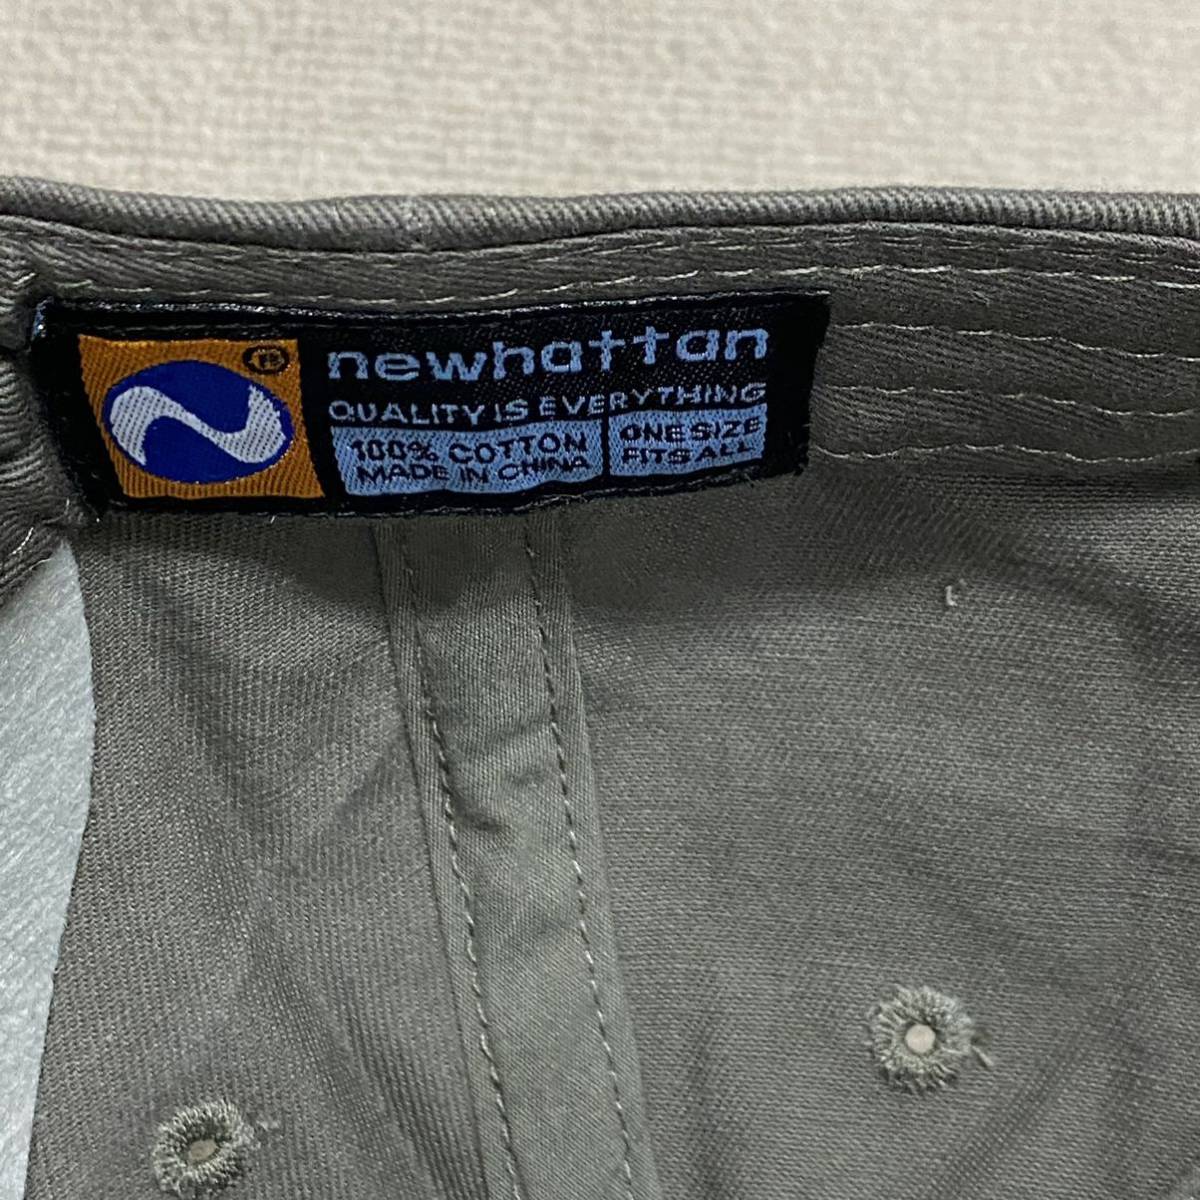 ®
newhattan
QUALITY IS EVERYTHING
100% COTTON
MADE IN CHINA
ONE SIZE
FITS ALL